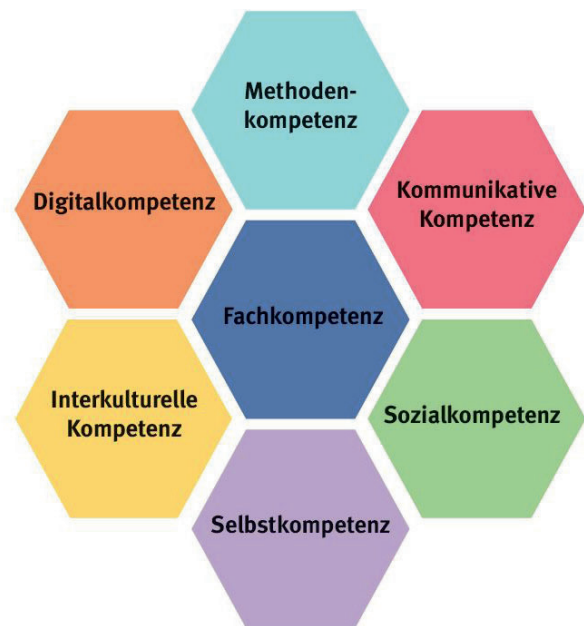 Methoden-
kompetenz
Digitalkompetenz
Kommunikative
Kompetenz
Fachkompetenz
Interkulturelle
Kompetenz
Sozialkompetenz
Selbstkompetenz